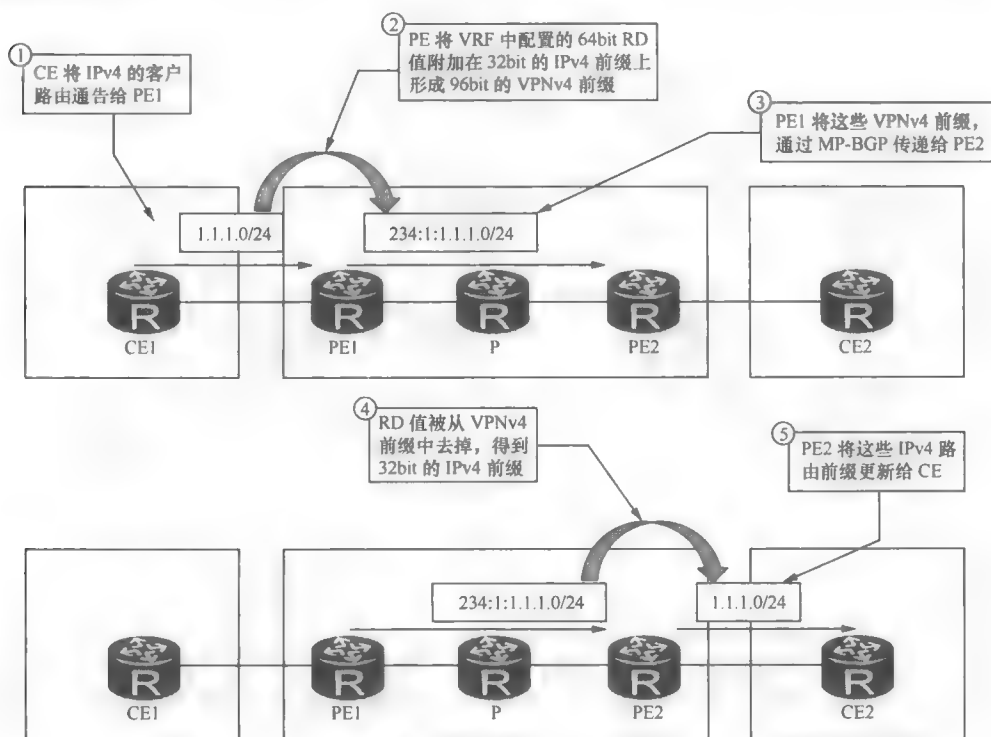 ①
CE 将 IPv4 的客户
路由通告给 PE1
②
PE 将 VRF 中配置的 64bit RD
值附加在 32bit 的 IPv4 前缀上
形成 96bit 的 VPNv4 前缀
③
PE1 将这些 VPNv4 前缀，
通过 MP-BGP 传递给 PE2
1.1.1.0/24
234:1:1.1.1.0/24
R
R
R
R
R
CE1
PE1
P
PE2
CE2
④
RD 值被从 VPNv4
前缀中去掉，得到
32bit 的 IPv4 前缀
⑤
PE2 将这些 IPv4 路
由前缀更新给 CE
234:1:1.1.1.0/24
1.1.1.0/24
R
R
R
R
R
CE1
PE1
P
PE2
CE2